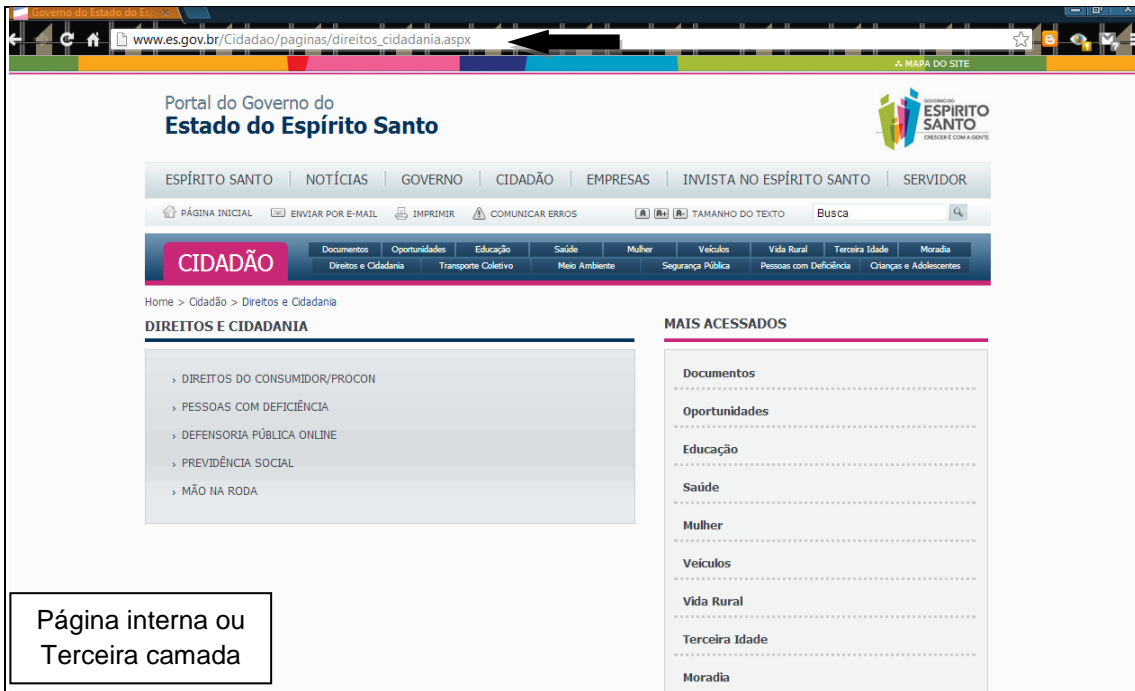 Governo do Estado do Es
www.es.gov.br/Cidadao/paginas/direitos_cidadania.aspx
MAPA DO SITE
Portal do Governo do
Estado do Espírito Santo
GOVERNO DO
ESPÍRITO
SANTO
CRESCER É COM A GENTE
ESPÍRITO SANTO NOTÍCIAS GOVERNO CIDADÃO EMPRESAS INVISTA NO ESPÍRITO SANTO SERVIDOR
PÁGINA INICIAL ENVIAR POR E-MAIL IMPRIMIR COMUNICAR ERROS A A+ A- TAMANHO DO TEXTO Busca
CIDADÃO
Documentos Oportunidades Educação Saúde Mulher Veículos Vida Rural Terceira Idade Moradia
Direitos e Cidadania Transporte Coletivo Meio Ambiente Segurança Pública Pessoas com Deficiência Crianças e Adolescentes
Home > Cidadão > Direitos e Cidadania
DIREITOS E CIDADANIA
› DIREITOS DO CONSUMIDOR/PROCON
› PESSOAS COM DEFICIÊNCIA
› DEFENSORIA PÚBLICA ONLINE
› PREVIDÊNCIA SOCIAL
› MÃO NA RODA
MAIS ACESSADOS
Documentos
Oportunidades
Educação
Saúde
Mulher
Veículos
Vida Rural
Terceira Idade
Moradia
Página interna ou
Terceira camada